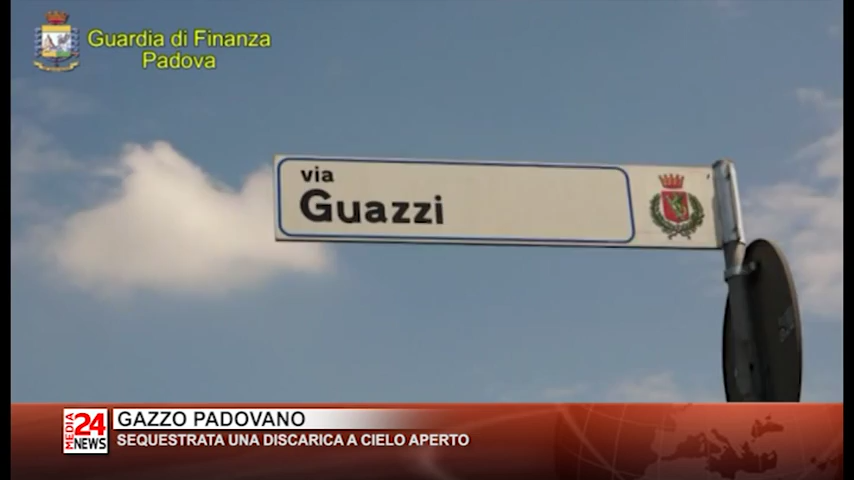 Guardia di Finanza
Padova
via
Guazzi
MEDIA
24
NEWS
GAZZO PADOVANO
SEQUESTRATA UNA DISCARICA A CIELO APERTO